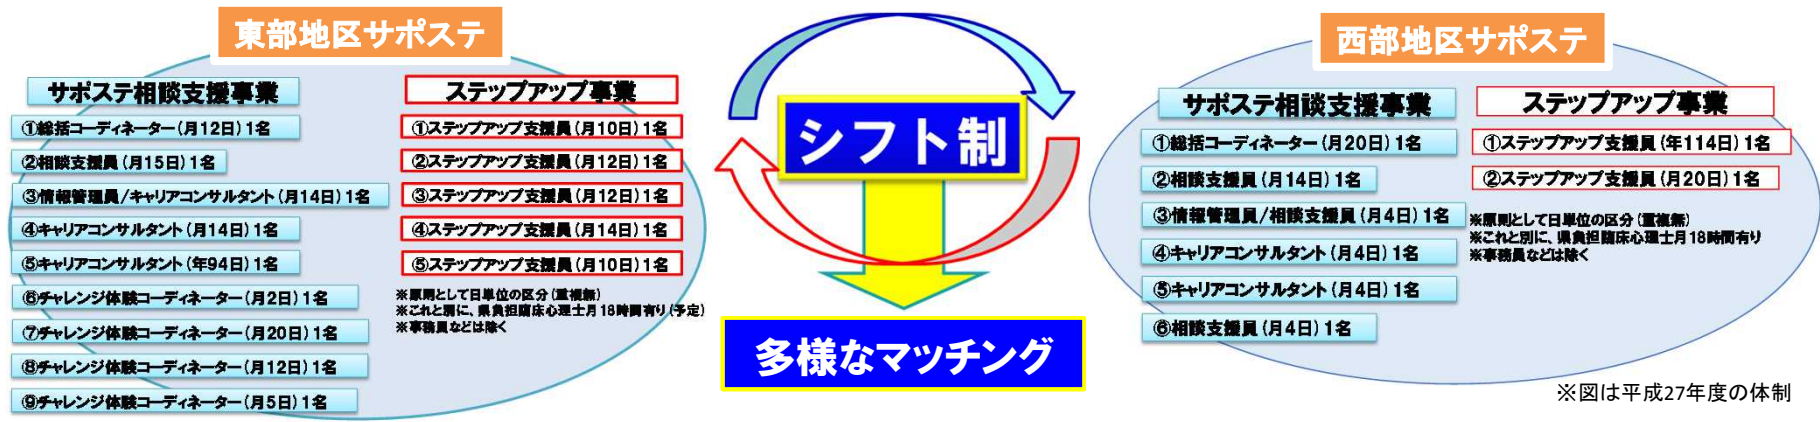 東部地区サポステ
サポステ相談支援事業
①総括コーディネーター(月12日)1名
②相談支援員(月15日)1名
③情報管理員/キャリアコンサルタント(月14日)1名
④キャリアコンサルタント(月14日)1名
⑤キャリアコンサルタント(年94日)1名
⑥チャレンジ体験コーディネーター(月2日)1名
⑦チャレンジ体験コーディネーター(月20日)1名
⑧チャレンジ体験コーディネーター(月12日)1名
⑨チャレンジ体験コーディネーター(月5日)1名
ステップアップ事業
①ステップアップ支援員(月10日)1名
②ステップアップ支援員(月12日)1名
③ステップアップ支援員(月12日)1名
④ステップアップ支援員(月14日)1名
⑤ステップアップ支援員(月10日)1名
※原則として日単位の区分(重複無)
※これと別に、県負担臨床心理士月18時間有り(予定)
※事務員などは除く
シフト制
多様なマッチング
西部地区サポステ
サポステ相談支援事業
①総括コーディネーター(月20日)1名
②相談支援員(月14日)1名
③情報管理員/相談支援員(月4日)1名
④キャリアコンサルタント(月4日)1名
⑤キャリアコンサルタント(月4日)1名
⑥相談支援員(月4日)1名
ステップアップ事業
①ステップアップ支援員(年114日)1名
②ステップアップ支援員(月20日)1名
※原則として日単位の区分(重複無)
※これと別に、県負担臨床心理士月18時間有り
※事務員などは除く
※図は平成27年度の体制